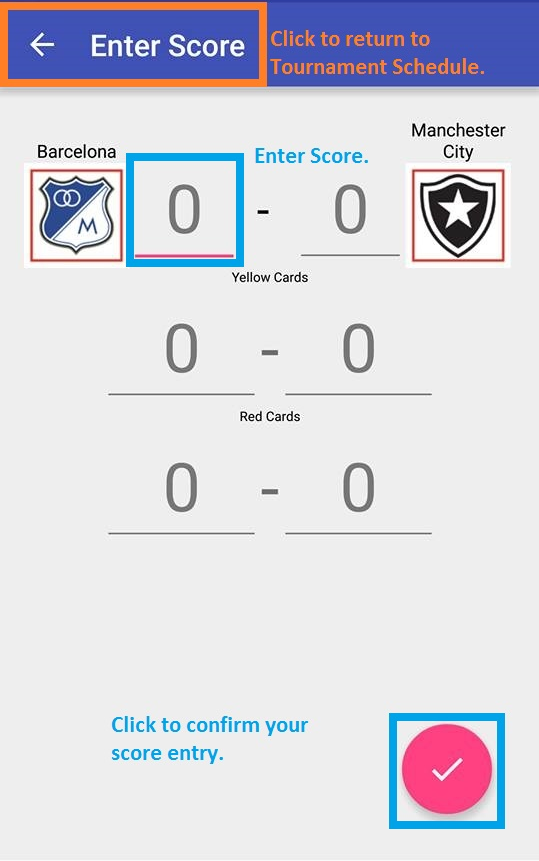 Enter Score
Click to return to
Tournament Schedule.
Manchester
City
Barcelona
Enter Score.
M
0 - 0
Yellow Cards
0 - 0
Red Cards
0 - 0
Click to confirm your
score entry.